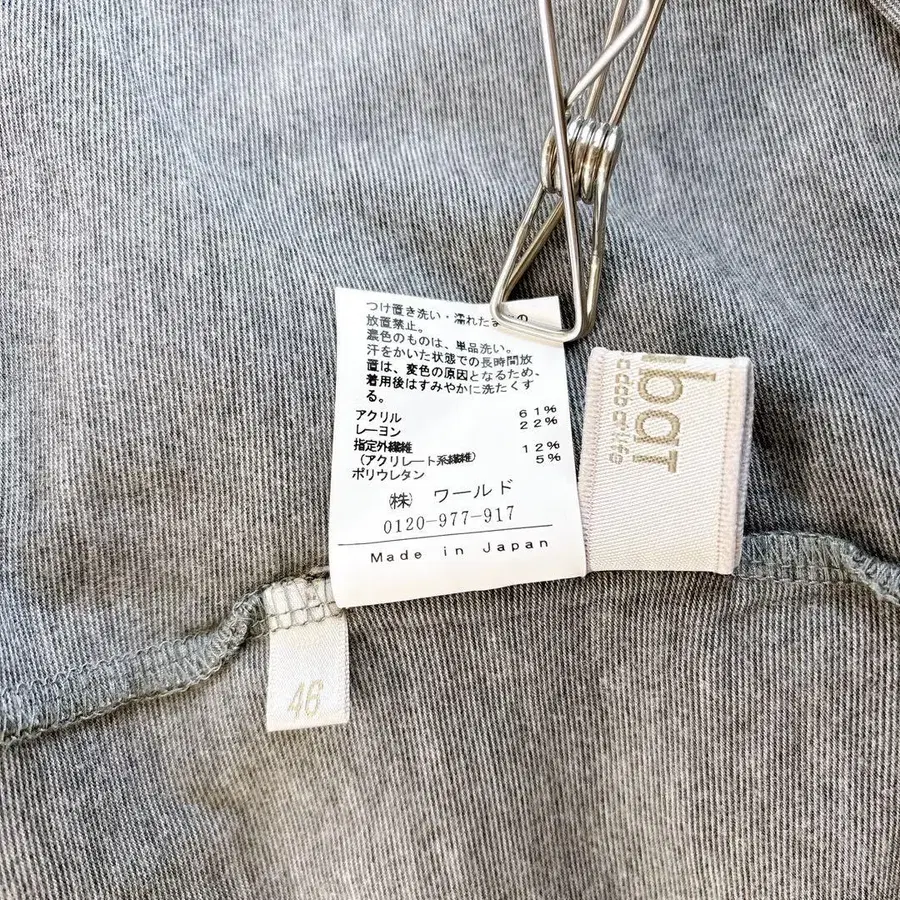 つけ置き洗い・濡れたま の
放置禁止。
濃色のものは、単品洗い。
汗をかいた状態での長時間放
置は、変色の原因となるため、
着用後はすみやかに洗たくす
る。
アクリル 61%
レーヨン 22%
指定外繊維 12%
(アクリレート系繊維) 5%
ポリウレタン
㈱ ワールド
0120-977-917
Made in Japan
bar
46